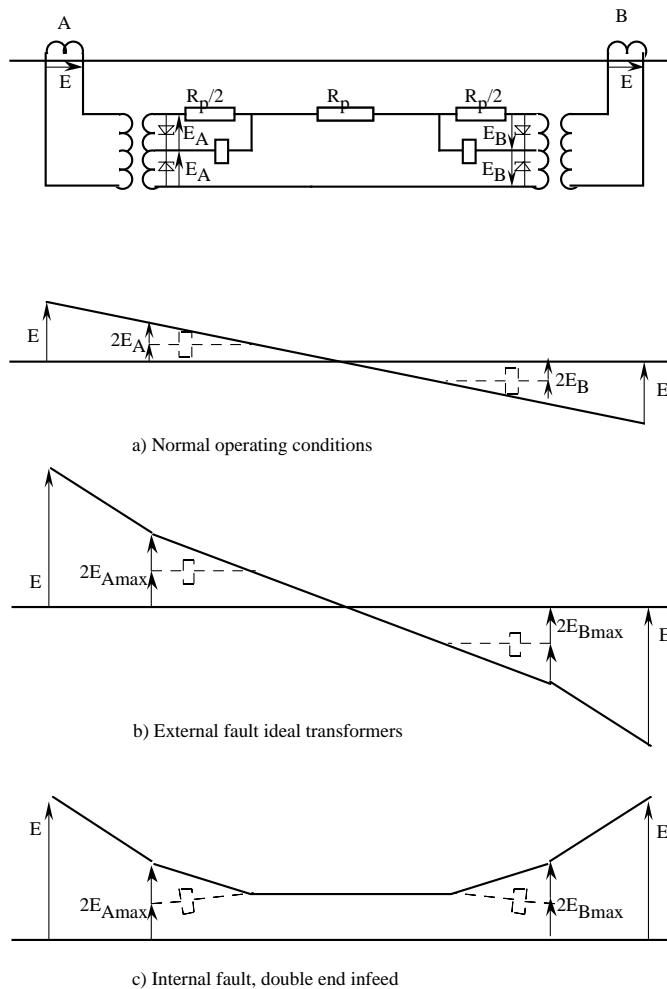 A B
E E
R_p/2 R_p R_p/2
E_A E_B
E_A E_B
E 2E_A 2E_B E
a) Normal operating conditions
E 2E_Amax 2E_Bmax E
b) External fault ideal transformers
E 2E_Amax 2E_Bmax E
c) Internal fault, double end infeed